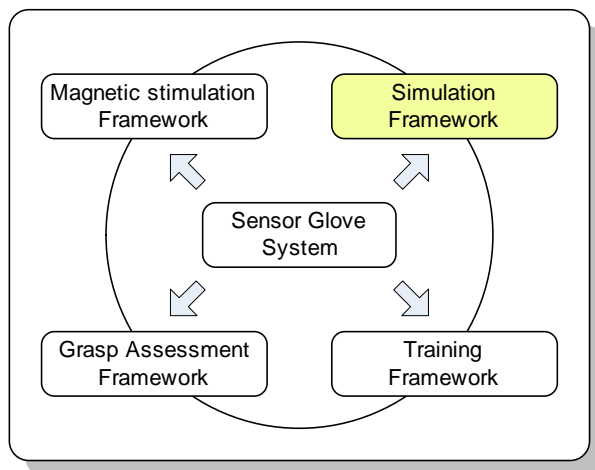 Magnetic stimulation
Framework
Simulation
Framework
Sensor Glove
System
Grasp Assessment
Framework
Training
Framework